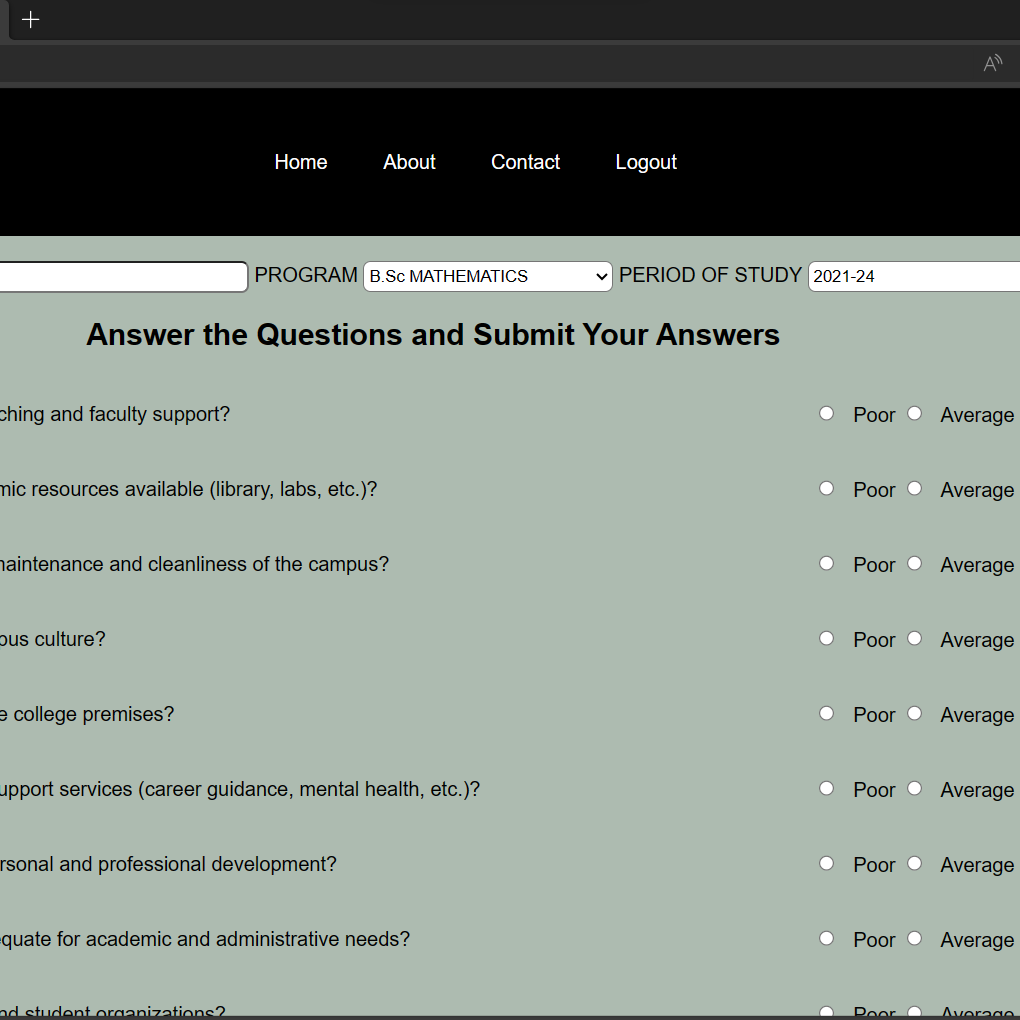 Home About Contact Logout
PROGRAM B.Sc MATHEMATICS PERIOD OF STUDY 2021-24
Answer the Questions and Submit Your Answers
ching and faculty support? Poor Average
mic resources available (library, labs, etc.)? Poor Average
maintenance and cleanliness of the campus? Poor Average
pus culture? Poor Average
e college premises? Poor Average
upport services (career guidance, mental health, etc.)? Poor Average
rsonal and professional development? Poor Average
equate for academic and administrative needs? Poor Average
nd student organizations? Poor Average